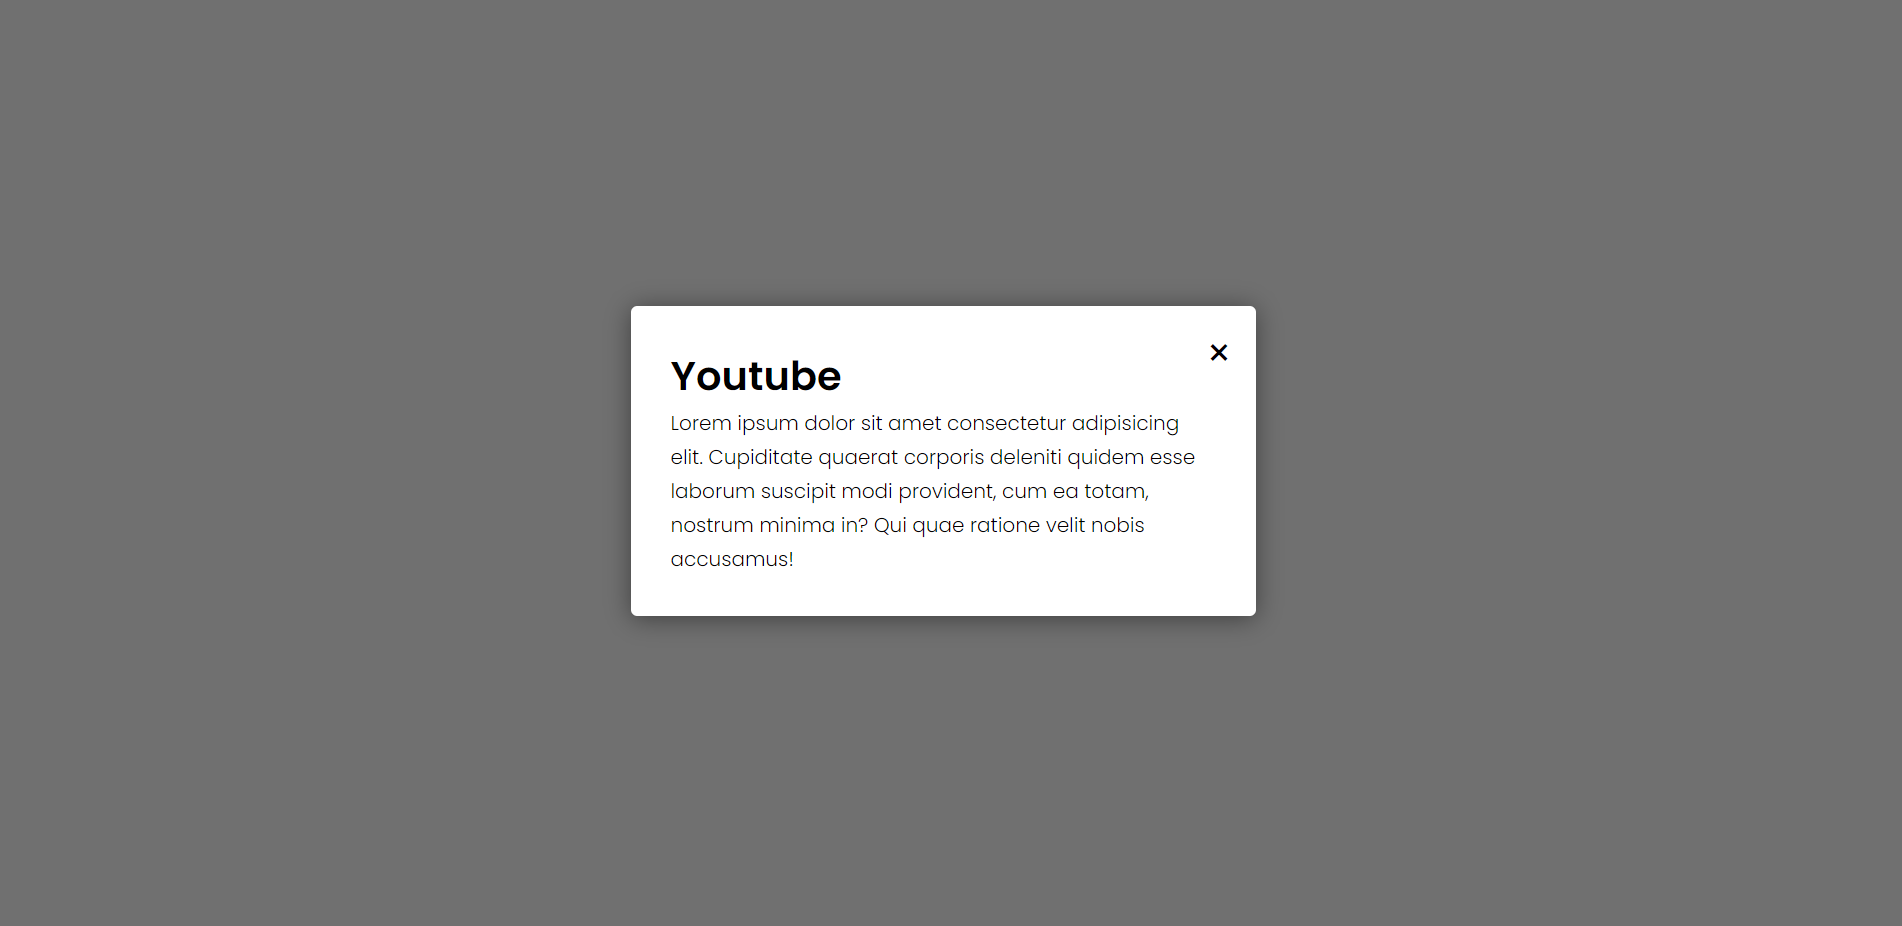 Youtube
Lorem ipsum dolor sit amet consectetur adipisicing
elit. Cupiditate quaerat corporis deleniti quidem esse
laborum suscipit modi provident, cum ea totam,
nostrum minima in? Qui quae ratione velit nobis
accusamus!